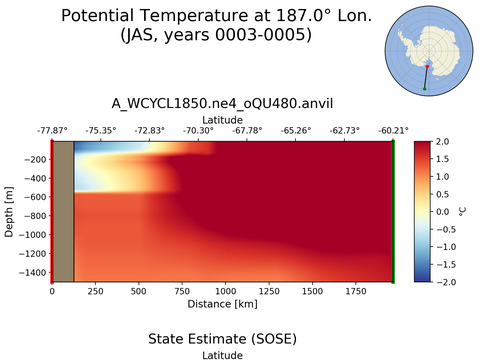 Potential Temperature at 187.0° Lon.
(JAS, years 0003-0005)
A_WCYCL1850.ne4_oQU480.anvil
Latitude
-77.87° -75.35° -72.83° -70.30° -67.78° -65.26° -62.73° -60.21°
Depth [m]
−200
−400
−600
−800
−1000
−1200
−1400
0 250 500 750 1000 1250 1500 1750
Distance [km]
2.0
1.5
1.0
0.5
0.0
−0.5
−1.0
−1.5
−2.0
°C
State Estimate (SOSE)
Latitude